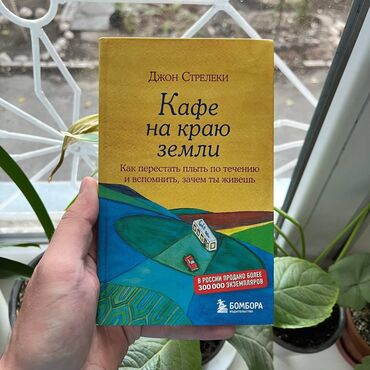 Джон Стрелеки
Кафе
на краю
земли
Как перестать плыть по течению
и вспомнить, зачем ты живешь
В РОССИИ ПРОДАНО БОЛЕЕ
300 000 ЭКЗЕМПЛЯРОВ
БОМБОРА
ИЗДАТЕЛЬСТВО